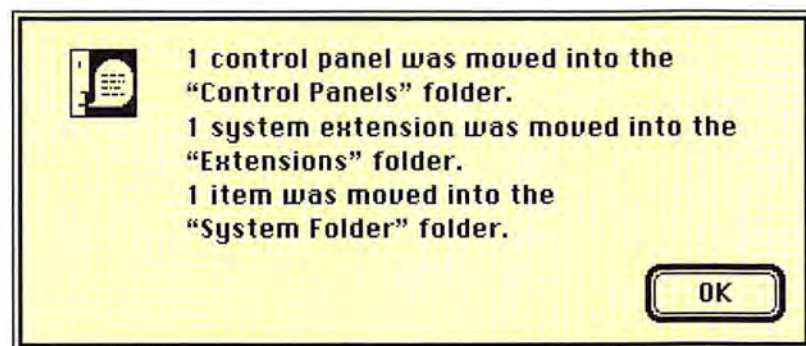 1 control panel was moved into the
“Control Panels” folder.
1 system extension was moved into the
“Extensions” folder.
1 item was moved into the
“System Folder” folder.
OK